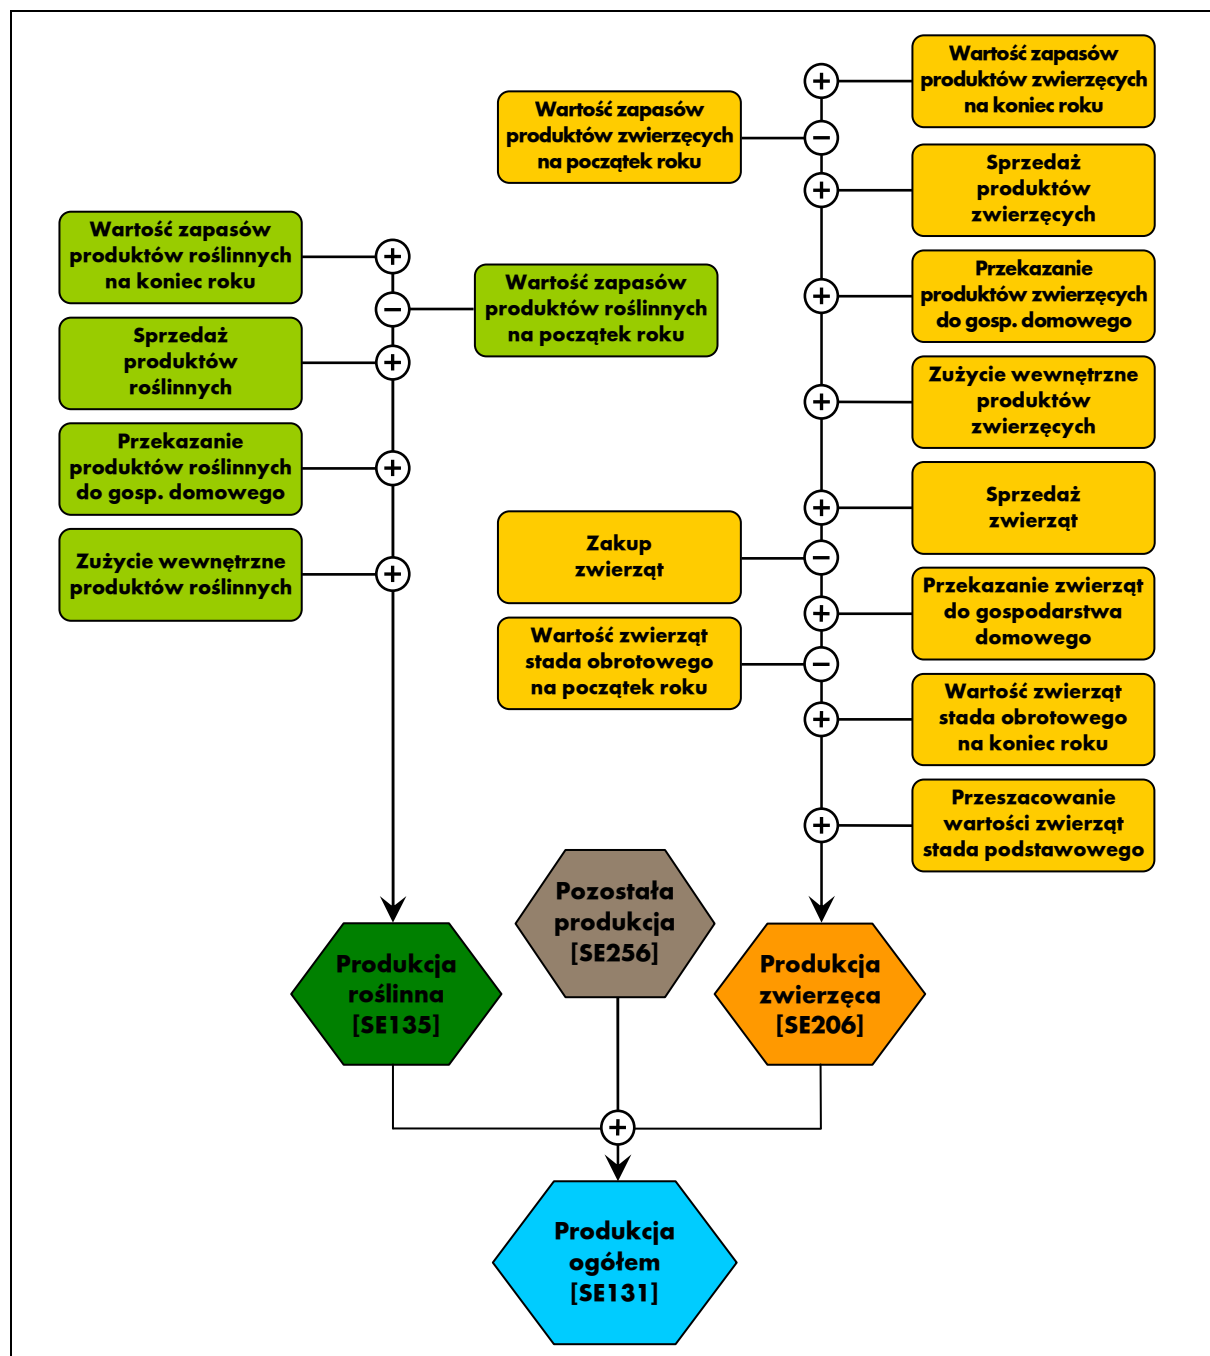 Wartość zapasów
produktów roślinnych
na koniec roku
Sprzedaż
produktów
roślinnych
Przekazanie
produktów roślinnych
do gosp. domowego
Zużycie wewnętrzne
produktów roślinnych
+
−
+
+
+
Wartość zapasów
produktów roślinnych
na początek roku
Wartość zapasów
produktów zwierzęcych
na początek roku
Zakup
zwierząt
Wartość zwierząt
stada obrotowego
na początek roku
+
−
+
+
+
+
−
+
−
+
+
Wartość zapasów
produktów zwierzęcych
na koniec roku
Sprzedaż
produktów
zwierzęcych
Przekazanie
produktów zwierzęcych
do gosp. domowego
Zużycie wewnętrzne
produktów
zwierzęcych
Sprzedaż
zwierząt
Przekazanie zwierząt
do gospodarstwa
domowego
Wartość zwierząt
stada obrotowego
na koniec roku
Przeszacowanie
wartości zwierząt
stada podstawowego
Produkcja
roślinna
[SE135]
Pozostała
produkcja
[SE256]
Produkcja
zwierzęca
[SE206]
+
Produkcja
ogółem
[SE131]